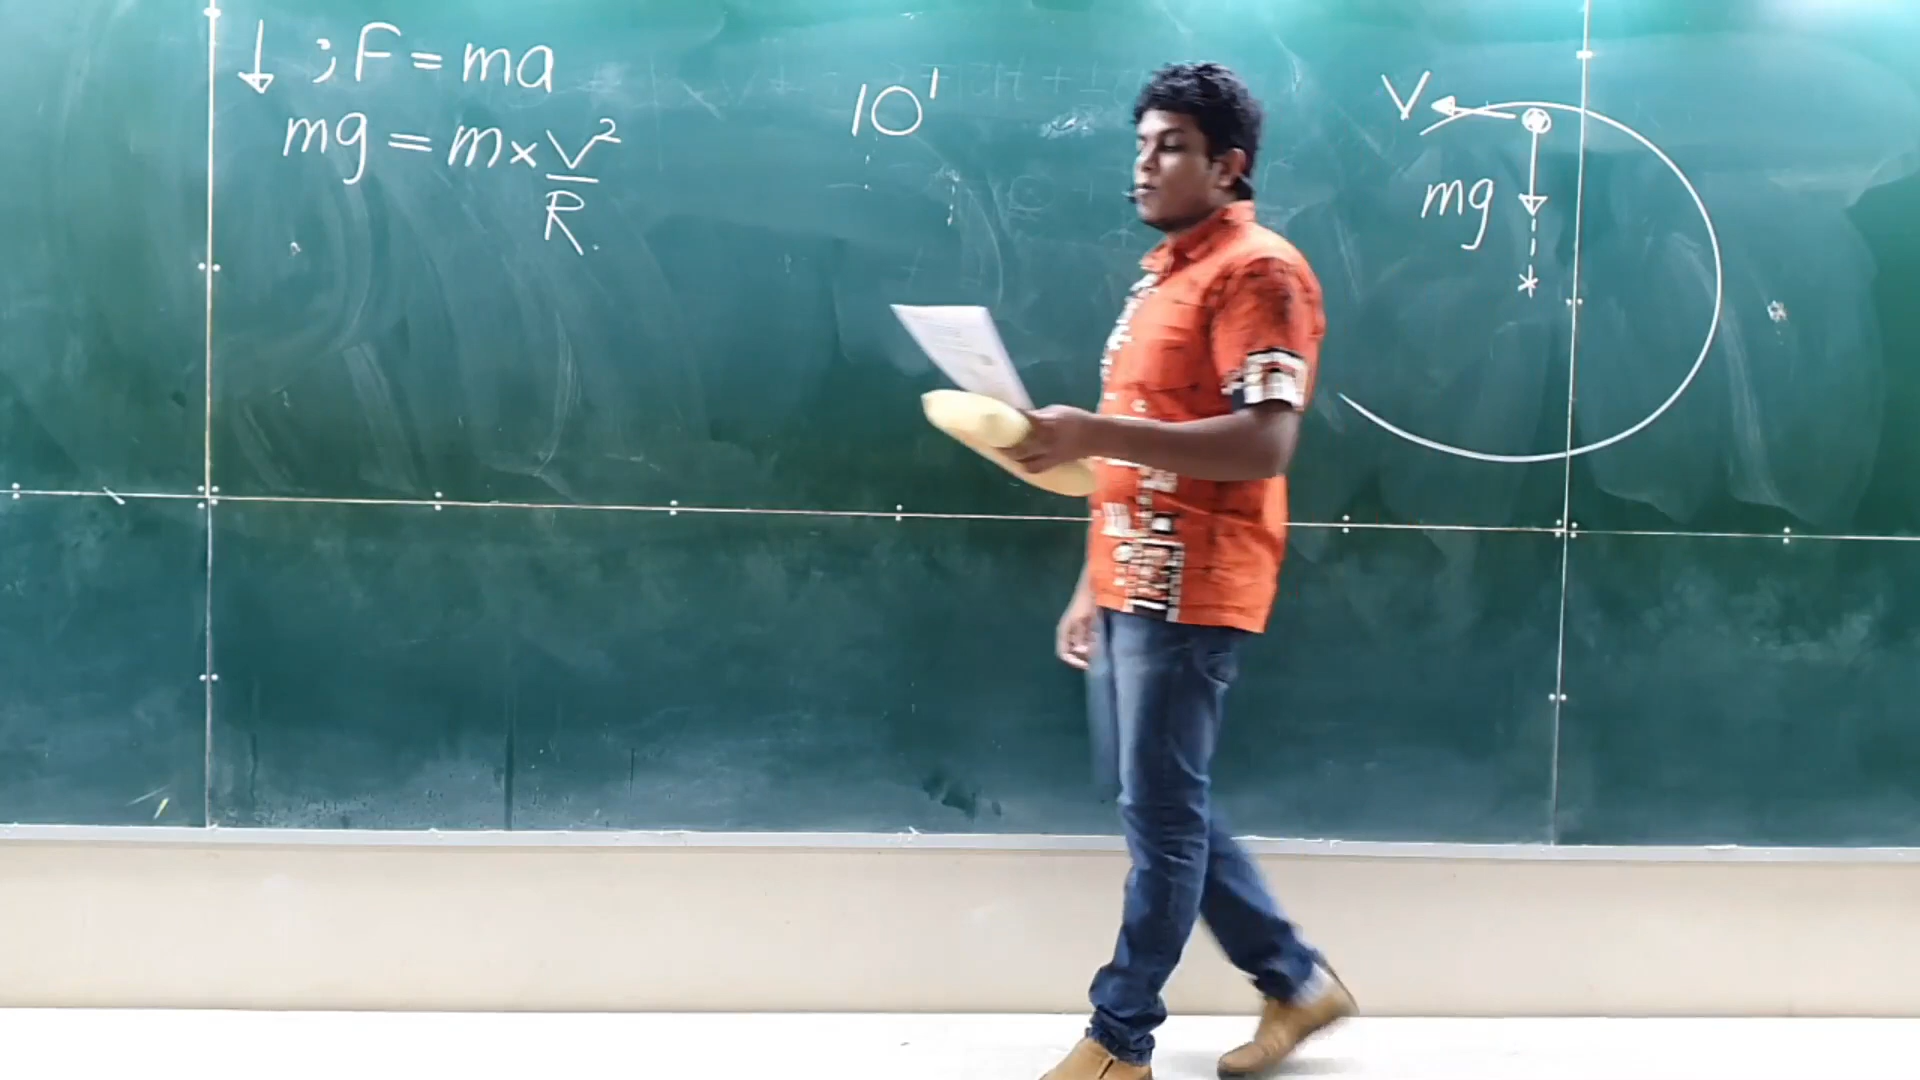 ↓ ; F = ma
mg = m × V²/R.
10'
V
mg